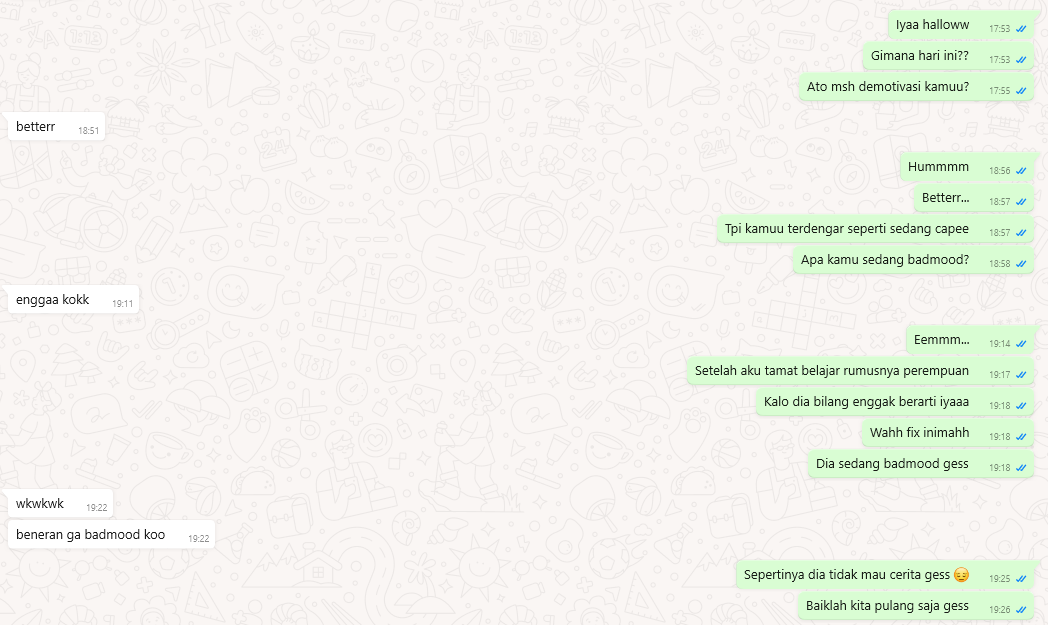 Iyaa halloww 17:53
Gimana hari ini?? 17:53
Ato msh demotivasi kamuu? 17:55
betterr 18:51
Hummmm 18:56
Betterr... 18:57
Tpi kamuu terdengar seperti sedang capee 18:57
Apa kamu sedang badmood? 18:58
enggaa kokk 19:11
Eemmm... 19:14
Setelah aku tamat belajar rumusnya perempuan 19:17
Kalo dia bilang enggak berarti iyaaa 19:18
Wahh fix inimahh 19:18
Dia sedang badmood gess 19:18
wkwkwk 19:22
beneran ga badmood koo 19:22
Sepertinya dia tidak mau cerita gess 😔 19:25
Baiklah kita pulang saja gess 19:26